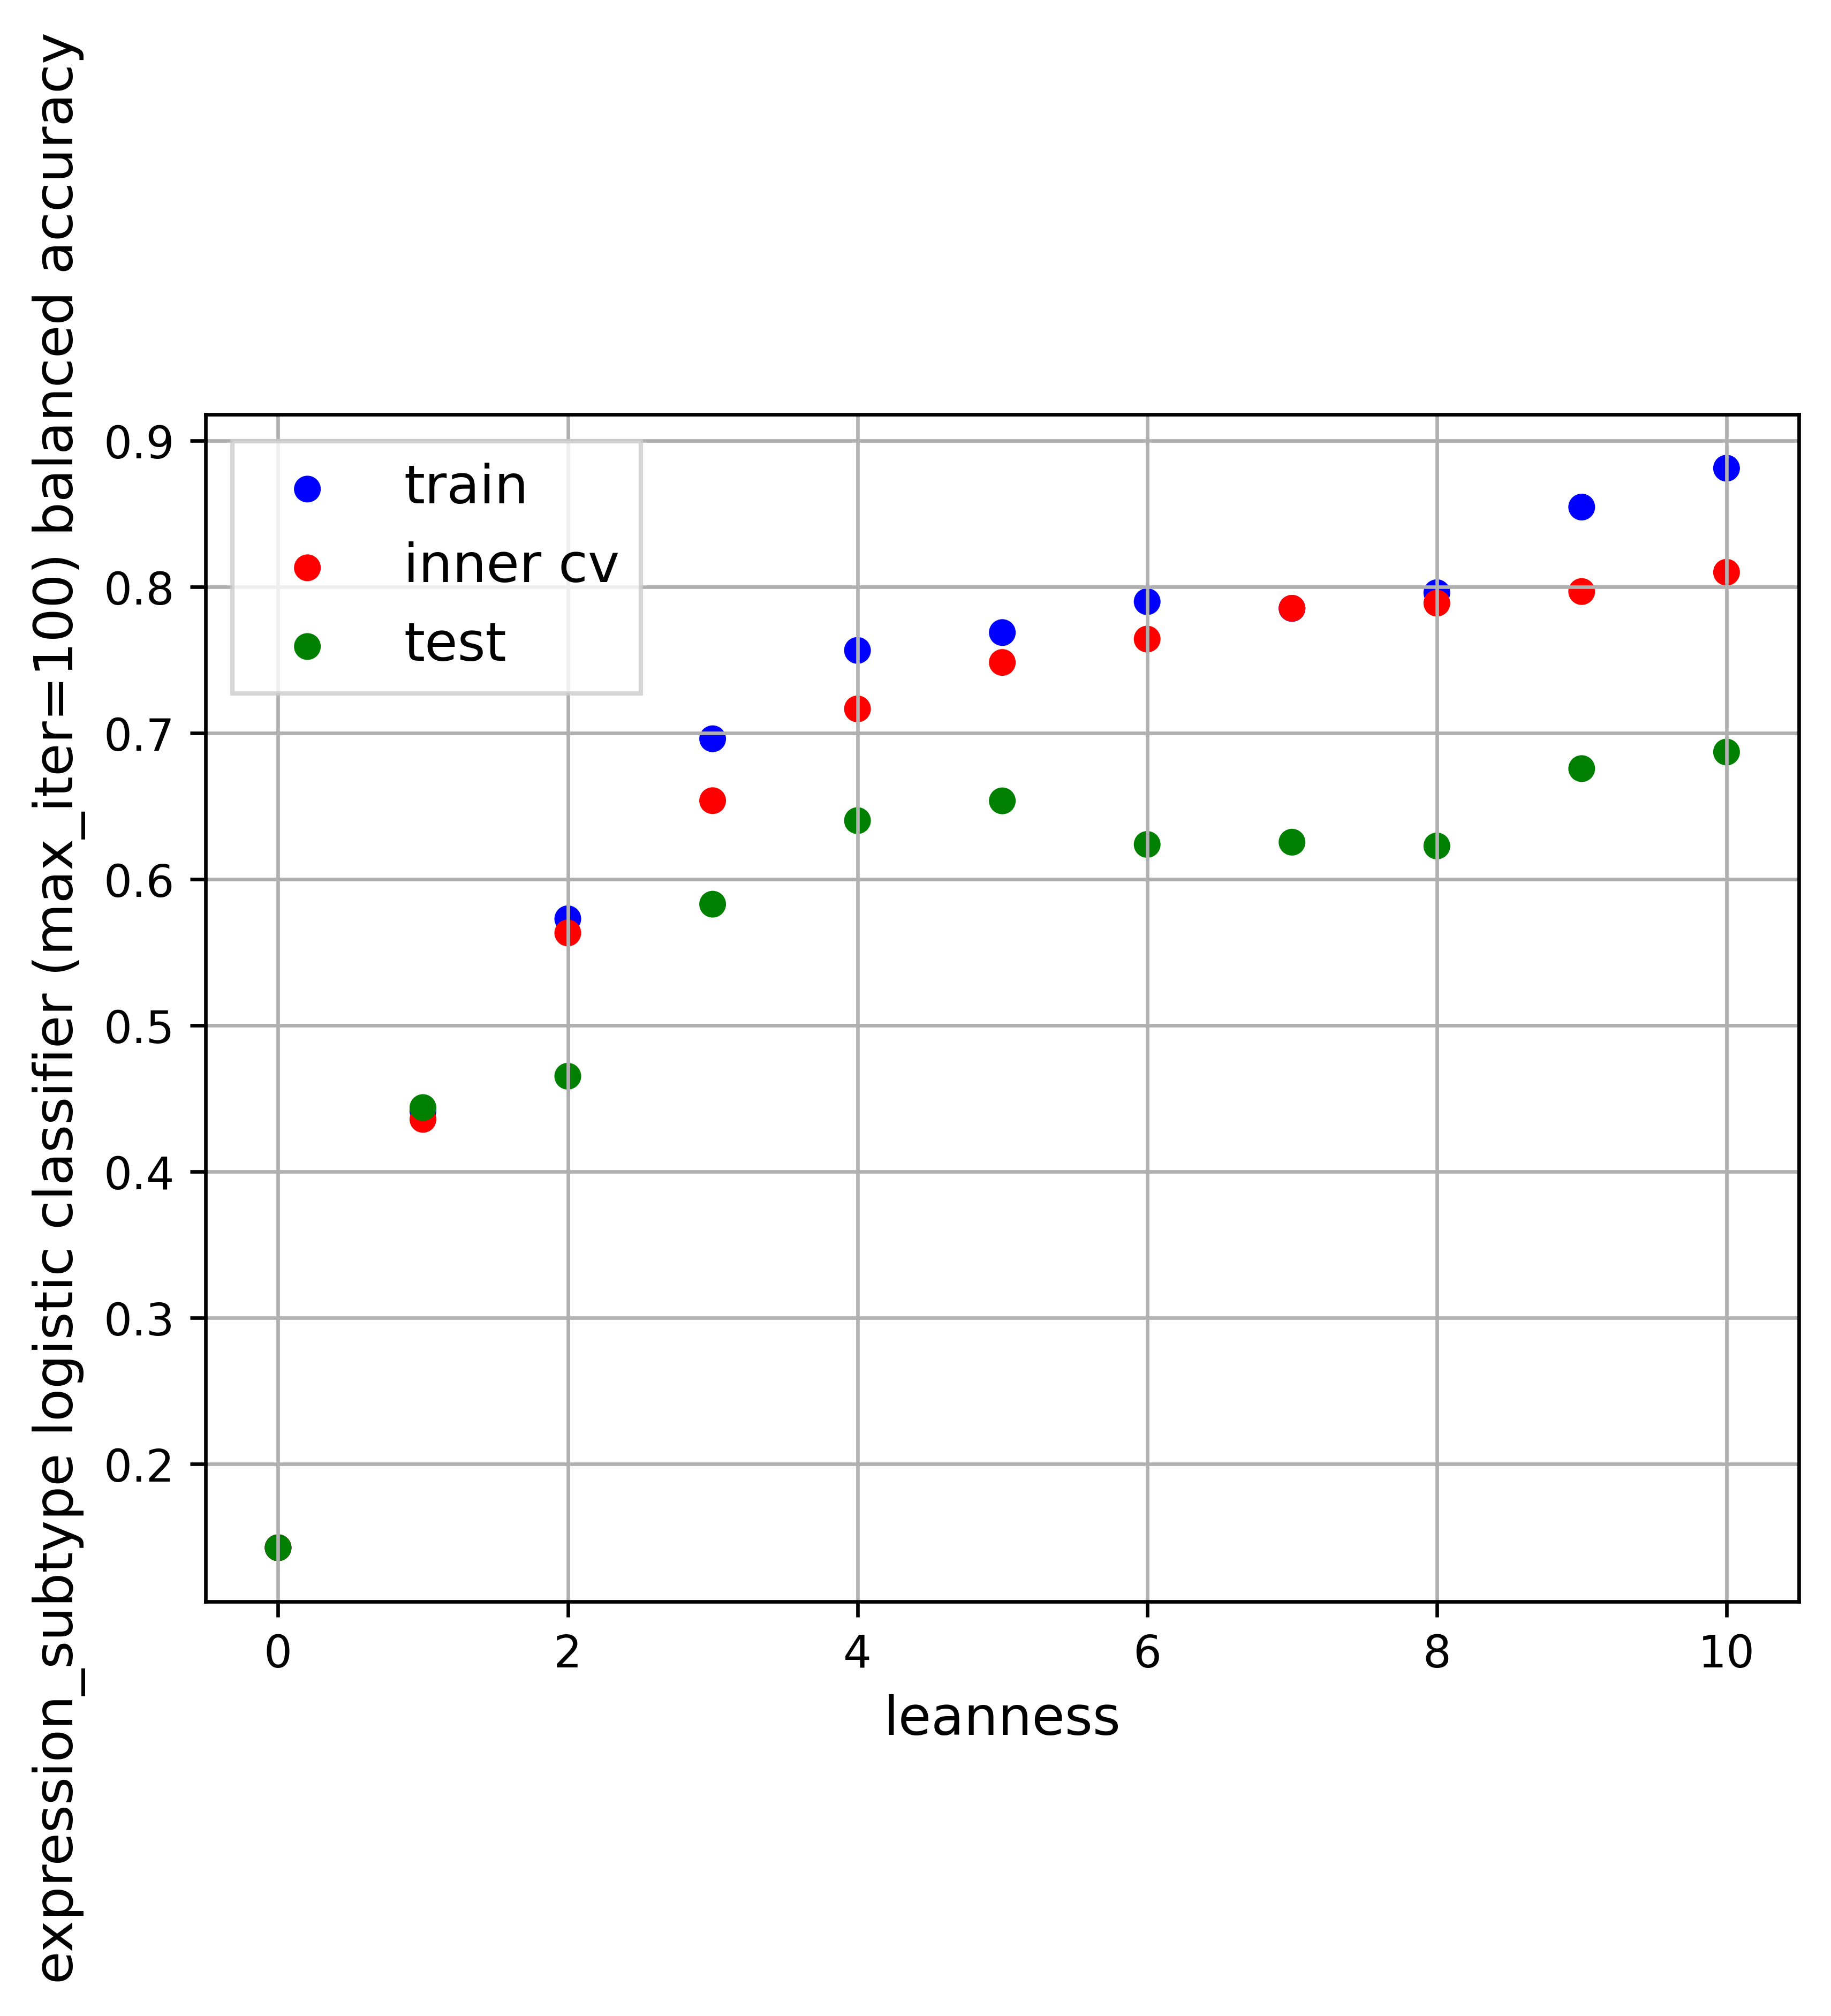 expression_subtype logistic classifier (max_iter=100) balanced accuracy
0.9
0.8
0.7
0.6
0.5
0.4
0.3
0.2
train
inner cv
test
0 2 4 6 8 10
leanness